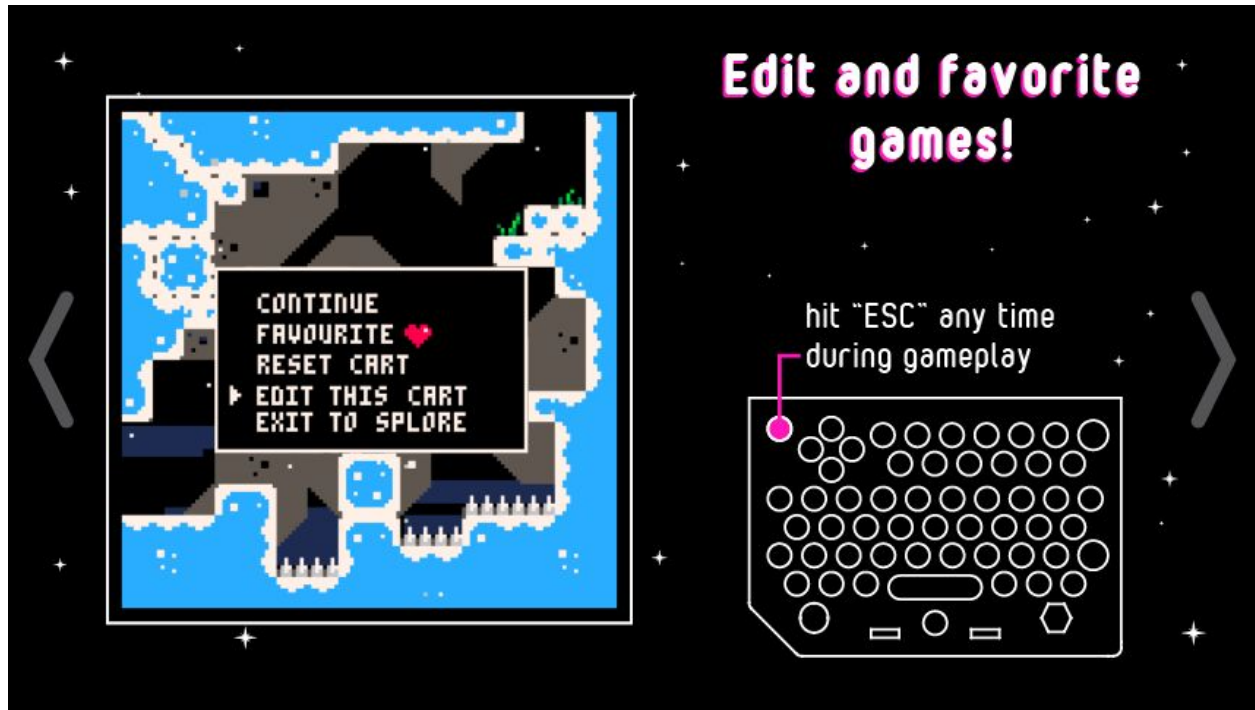 Edit and favorite
games!
CONTINUE
FAVOURITE
RESET CART
EDIT THIS CART
EXIT TO SPLORE
hit “ESC” any time
during gameplay